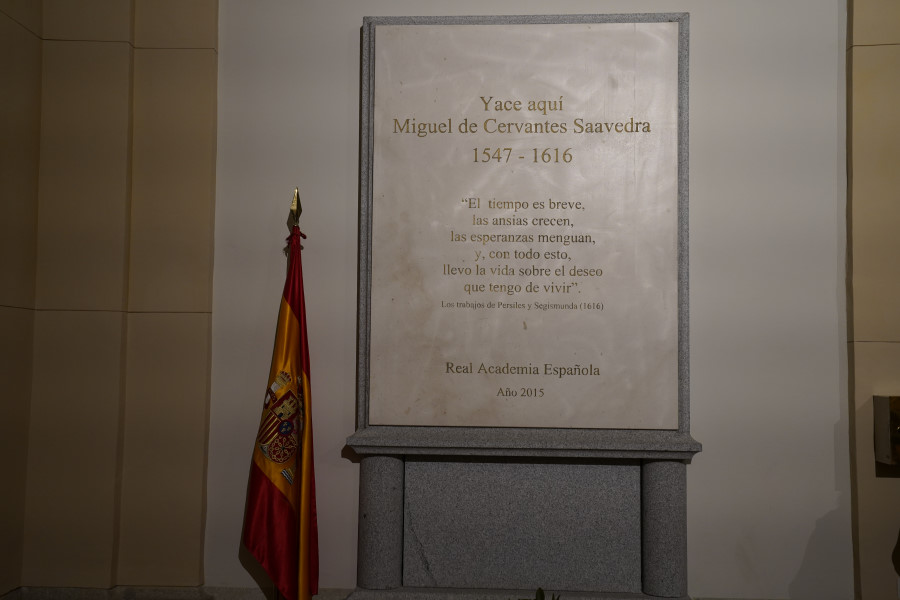 Yace aquí
Miguel de Cervantes Saavedra
1547 - 1616
“El tiempo es breve,
las ansias crecen,
las esperanzas menguan,
y, con todo esto,
llevo la vida sobre el deseo
que tengo de vivir”.
Los trabajos de Persiles y Segismunda (1616)
Real Academia Española
Año 2015